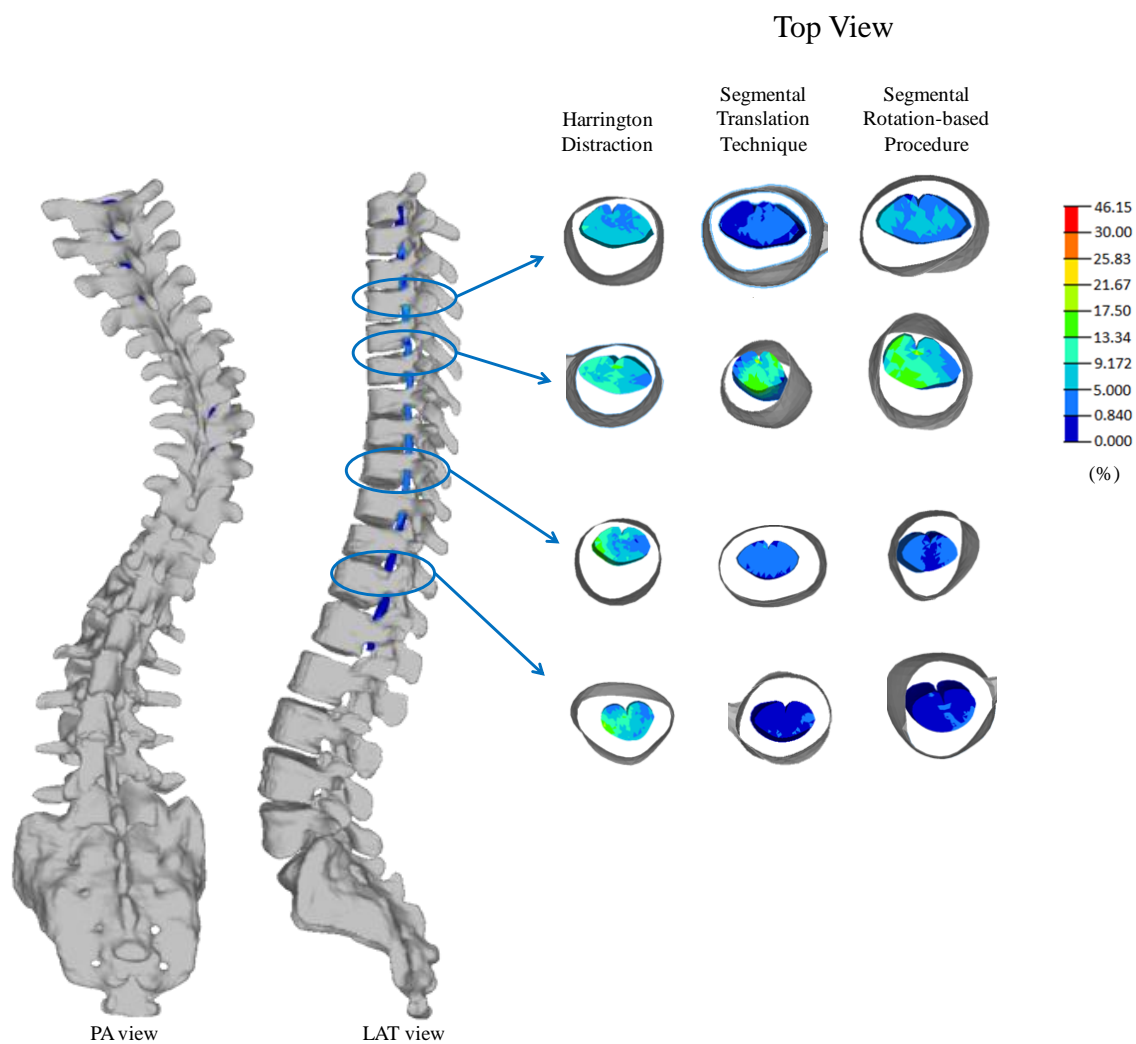 Top View
Harrington
Distraction
Segmental
Translation
Technique
Segmental
Rotation-based
Procedure
46.15
30.00
25.83
21.67
17.50
13.34
9.172
5.000
0.840
0.000
(%)
PA view
LAT view